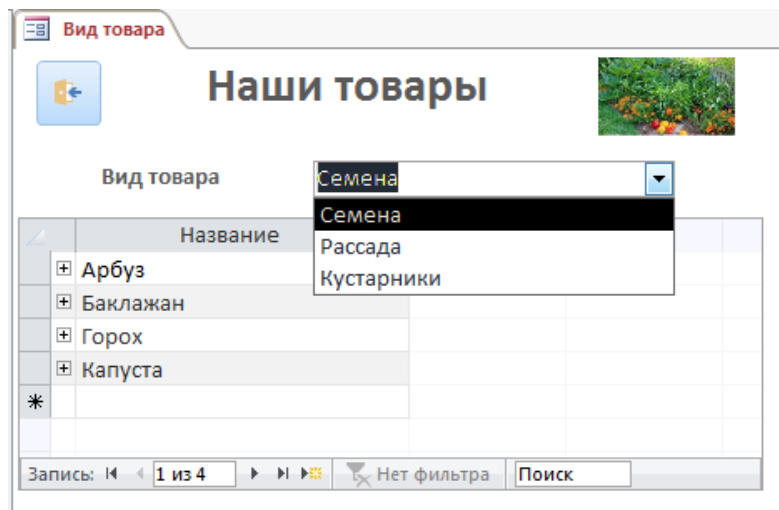 Вид товара
Наши товары
Вид товара
Семена
Семена
Рассада
Кустарники
Название
Арбуз
Баклажан
Горох
Капуста
Запись: 1 из 4 Нет фильтра Поиск